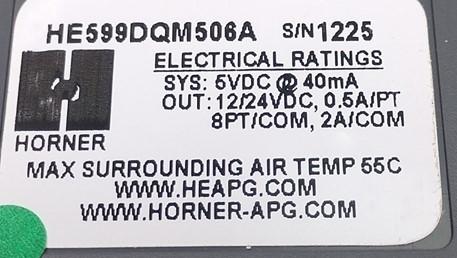 HE599DQM506A S/N 1225
ELECTRICAL RATINGS
SYS: 5VDC @ 40mA
OUT: 12/24VDC, 0.5A/PT
8PT/COM, 2A/COM
HORNER
MAX SURROUNDING AIR TEMP 55C
WWW.HEAPG.COM
WWW.HORNER-APG.COM